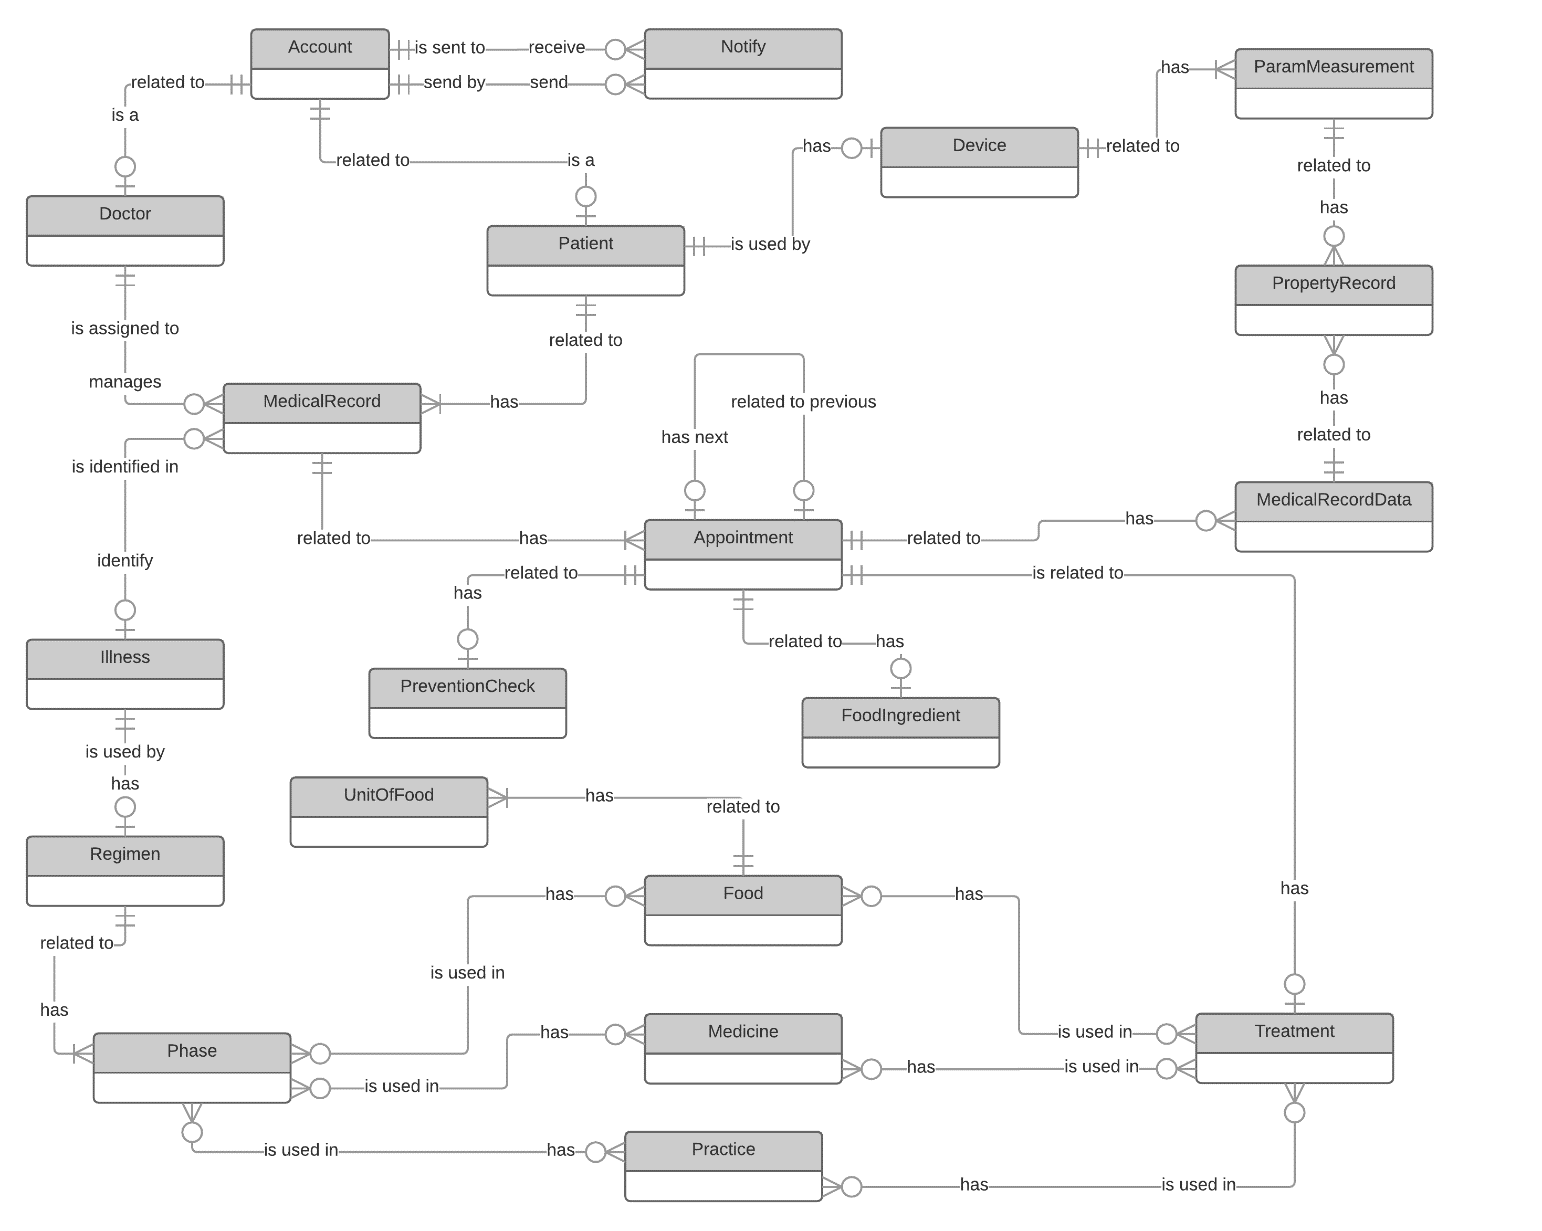 Account
is sent to
receive
Notify
send by
send
ParamMeasurement
has
related to
is a
Device
related to
has
related to
is a
related to
has
Doctor
Patient
is used by
PropertyRecord
is assigned to
related to
manages
MedicalRecord
has
related to previous
has
has next
related to
is identified in
MedicalRecordData
related to
has
Appointment
related to
has
identify
related to
is related to
has
related to
has
Illness
PreventionCheck
FoodIngredient
is used by
has
UnitOfFood
has
related to
Regimen
has
has
Food
has
related to
is used in
has
Phase
has
Medicine
is used in
Treatment
is used in
has
is used in
is used in
has
Practice
has
is used in